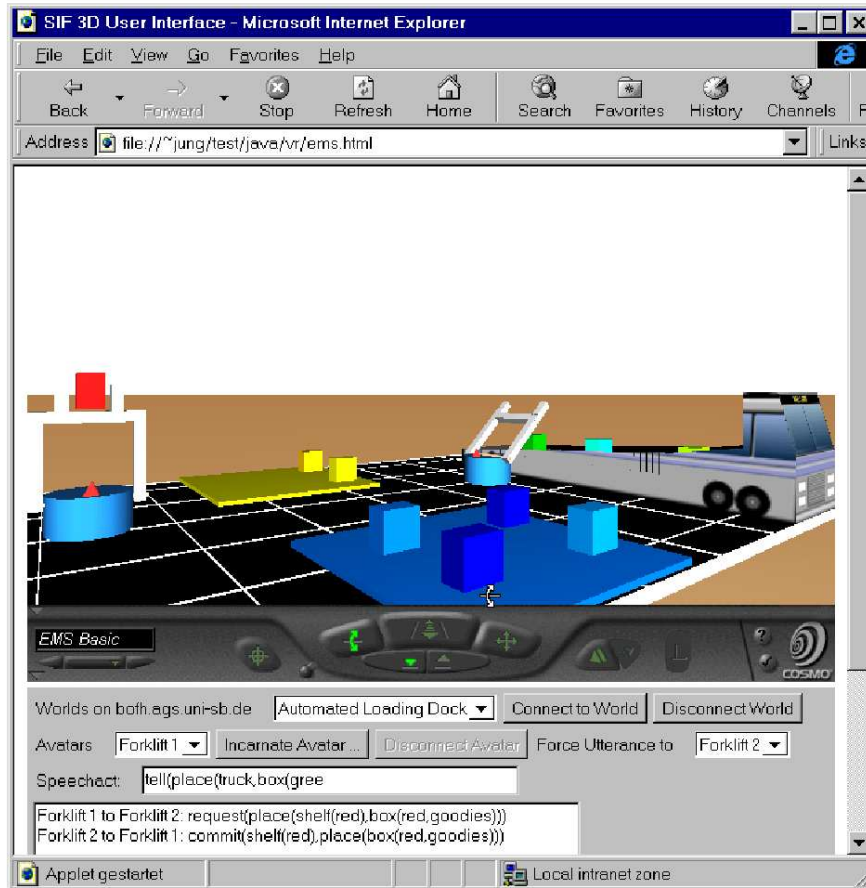 SIF 3D User Interface - Microsoft Internet Explorer
File Edit View Go Favorites Help
Back Forward Stop Refresh Home Search Favorites History Channels F
Address file://~jung/test/java/vr/ems.html Links
EMS Basic
?
COSMO
Worlds on bofh.ags.uni-sb.de Automated Loading Dock Connect to World Disconnect World
Avatars Forklift 1 Incarnate Avatar ... Disconnect Avatar Force Utterance to Forklift 2
Speechact: tell(place(truck,box(gree
Forklift 1 to Forklift 2: request(place(shelf(red),box(red,goodies)))
Forklift 2 to Forklift 1: commit(shelf(red),place(box(red,goodies)))
Applet gestartet Local intranet zone